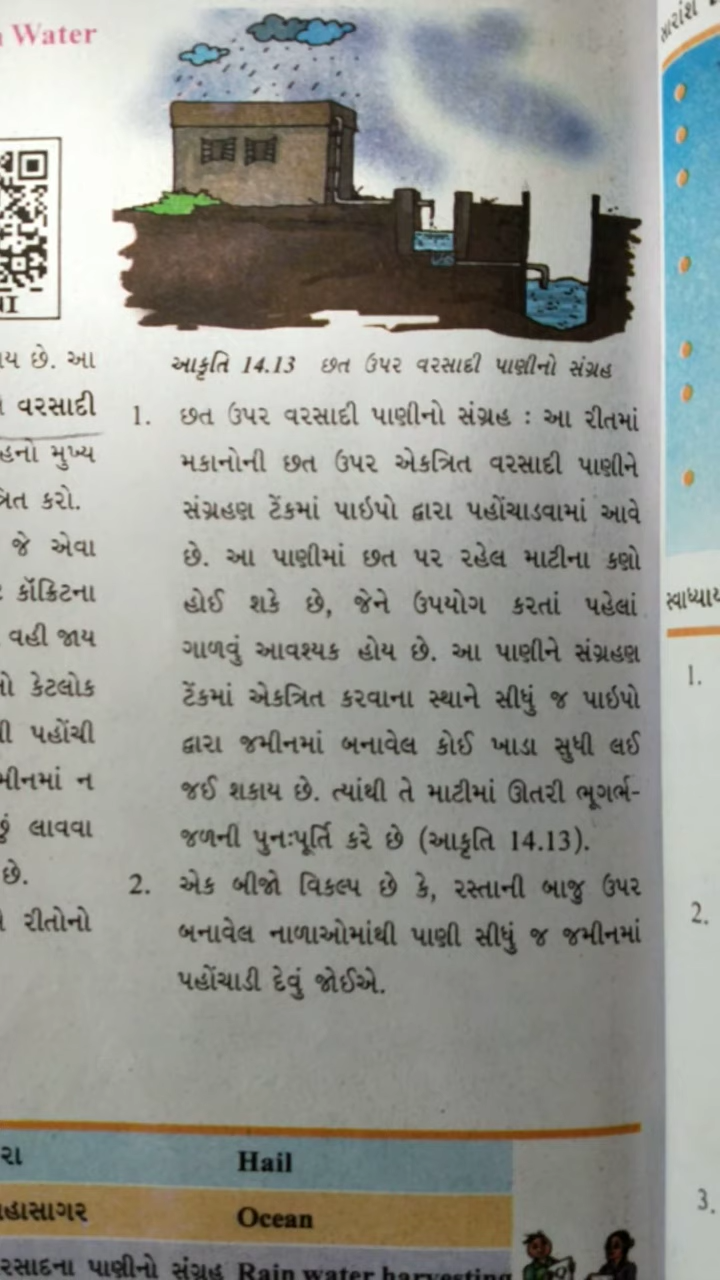 Water
સારાંશ
NI
ાય છે. આ
વરસાદી
હનો મુખ્ય
ત્રિત કરો.
જે એવા
કૉંક્રિટના
વહી જાય
નો કેટલોક
ી પહોંચી
મીનમાં ન
છું લાવવા
છે.
રીતોનો
આકૃતિ 14.13 છત ઉપર વરસાદી પાણીનો સંગ્રહ
1. છત ઉપર વરસાદી પાણીનો સંગ્રહ : આ રીતમાં
મકાનોની છત ઉપર એકત્રિત વરસાદી પાણીને
સંગ્રહણ ટેંકમાં પાઇપો દ્વારા પહોંચાડવામાં આવે
છે. આ પાણીમાં છત પર રહેલ માટીના કણો
હોઈ શકે છે, જેને ઉપયોગ કરતાં પહેલાં
ગાળવું આવશ્યક હોય છે. આ પાણીને સંગ્રહણ
ટેંકમાં એકત્રિત કરવાના સ્થાને સીધું જ પાઇપો
દ્વારા જમીનમાં બનાવેલ કોઈ ખાડા સુધી લઈ
જઈ શકાય છે. ત્યાંથી તે માટીમાં ઊતરી ભૂગર્ભ-
જળની પુનઃપૂર્તિ કરે છે (આકૃતિ 14.13).
2. એક બીજો વિકલ્પ છે કે, રસ્તાની બાજુ ઉપર
બનાવેલ નાળાઓમાંથી પાણી સીધું જ જમીનમાં
પહોંચાડી દેવું જોઈએ.
રા Hail
હાસાગર Ocean
રસાદના પાણીનો સંગ્રહ Rain water harvesting
સ્વાધ્યાય
1.
2.
3.